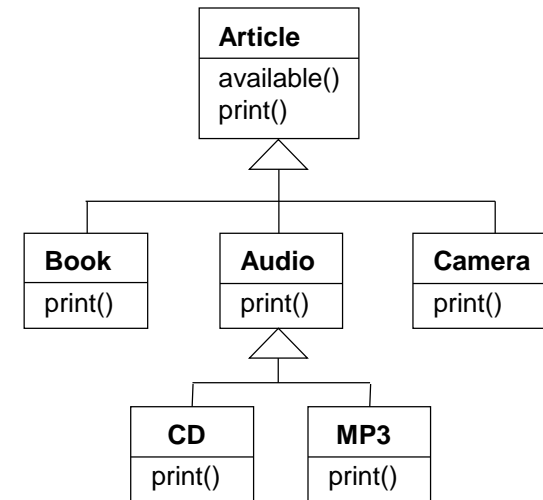 Article
available()
print()
Book
print()
Audio
print()
Camera
print()
CD
print()
MP3
print()